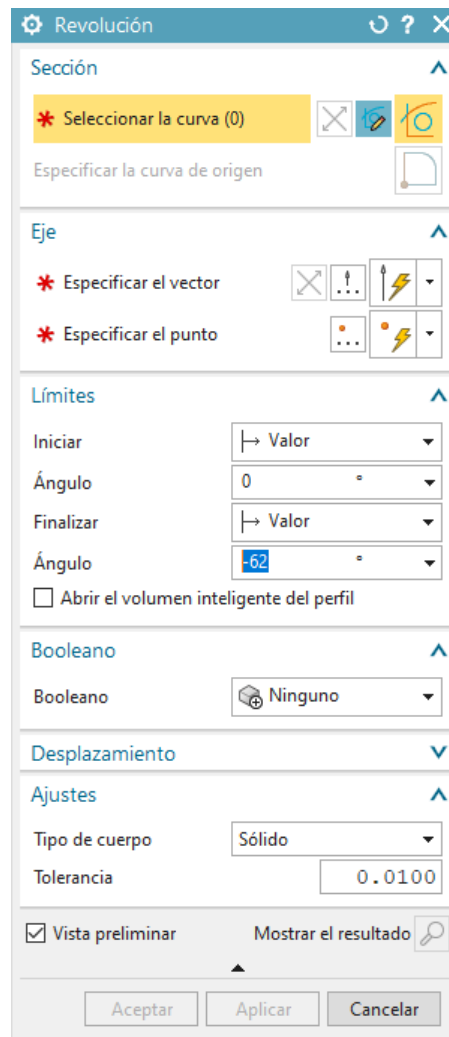 Revolución ?
Sección
* Seleccionar la curva (0)
Especificar la curva de origen
Eje
* Especificar el vector
* Especificar el punto
Límites
Iniciar Valor
Ángulo 0 °
Finalizar Valor
Ángulo -62 °
Abrir el volumen inteligente del perfil
Booleano
Booleano Ninguno
Desplazamiento
Ajustes
Tipo de cuerpo Sólido
Tolerancia 0.0100
Vista preliminar Mostrar el resultado
Aceptar Aplicar Cancelar